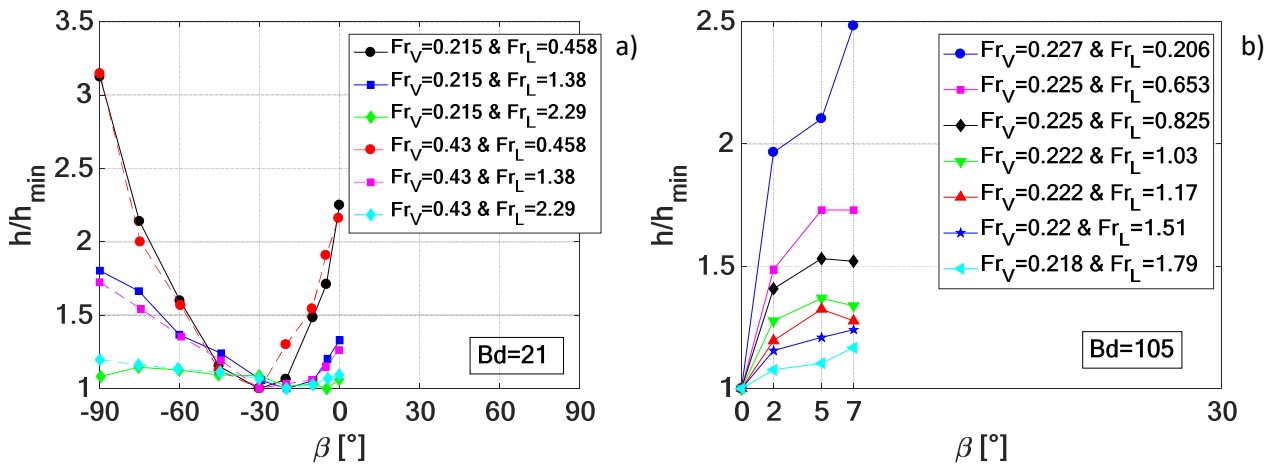 a)
h/h_min
3.5
3
2.5
2
1.5
1
-90
-60
-30
0
30
60
90
β [°]
Fr_V=0.215 & Fr_L=0.458
Fr_V=0.215 & Fr_L=1.38
Fr_V=0.215 & Fr_L=2.29
Fr_V=0.43 & Fr_L=0.458
Fr_V=0.43 & Fr_L=1.38
Fr_V=0.43 & Fr_L=2.29
Bd=21
b)
h/h_min
2.5
2
1.5
1
0
2
5
7
30
β [°]
Fr_V=0.227 & Fr_L=0.206
Fr_V=0.225 & Fr_L=0.653
Fr_V=0.225 & Fr_L=0.825
Fr_V=0.222 & Fr_L=1.03
Fr_V=0.222 & Fr_L=1.17
Fr_V=0.22 & Fr_L=1.51
Fr_V=0.218 & Fr_L=1.79
Bd=105